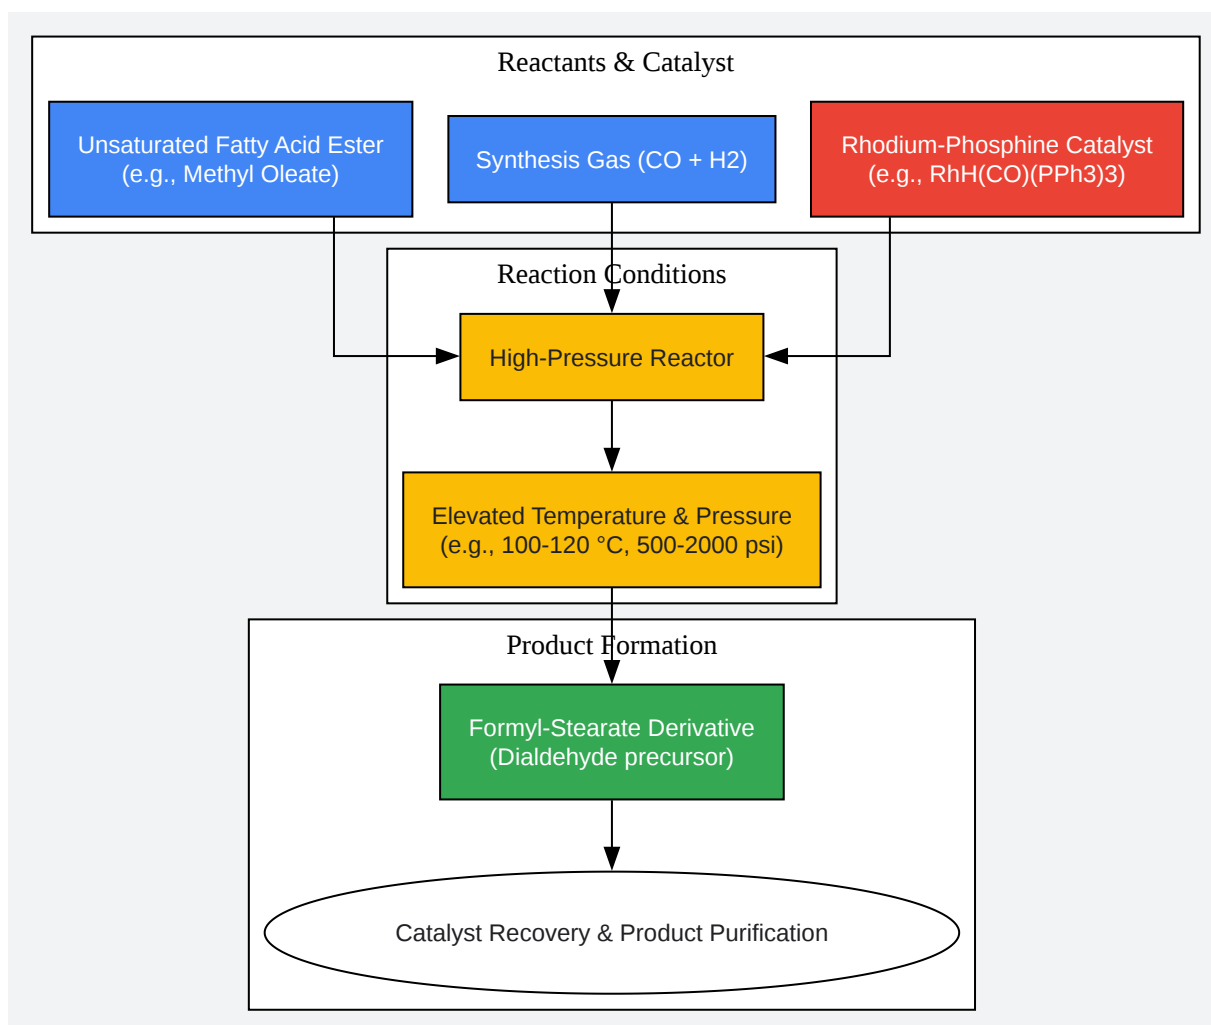 Reactants & Catalyst
Unsaturated Fatty Acid Ester
(e.g., Methyl Oleate)
Synthesis Gas (CO + H2)
Rhodium-Phosphine Catalyst
(e.g., RhH(CO)(PPh3)3)
Reaction Conditions
High-Pressure Reactor
Elevated Temperature & Pressure
(e.g., 100-120 °C, 500-2000 psi)
Product Formation
Formyl-Stearate Derivative
(Dialdehyde precursor)
Catalyst Recovery & Product Purification